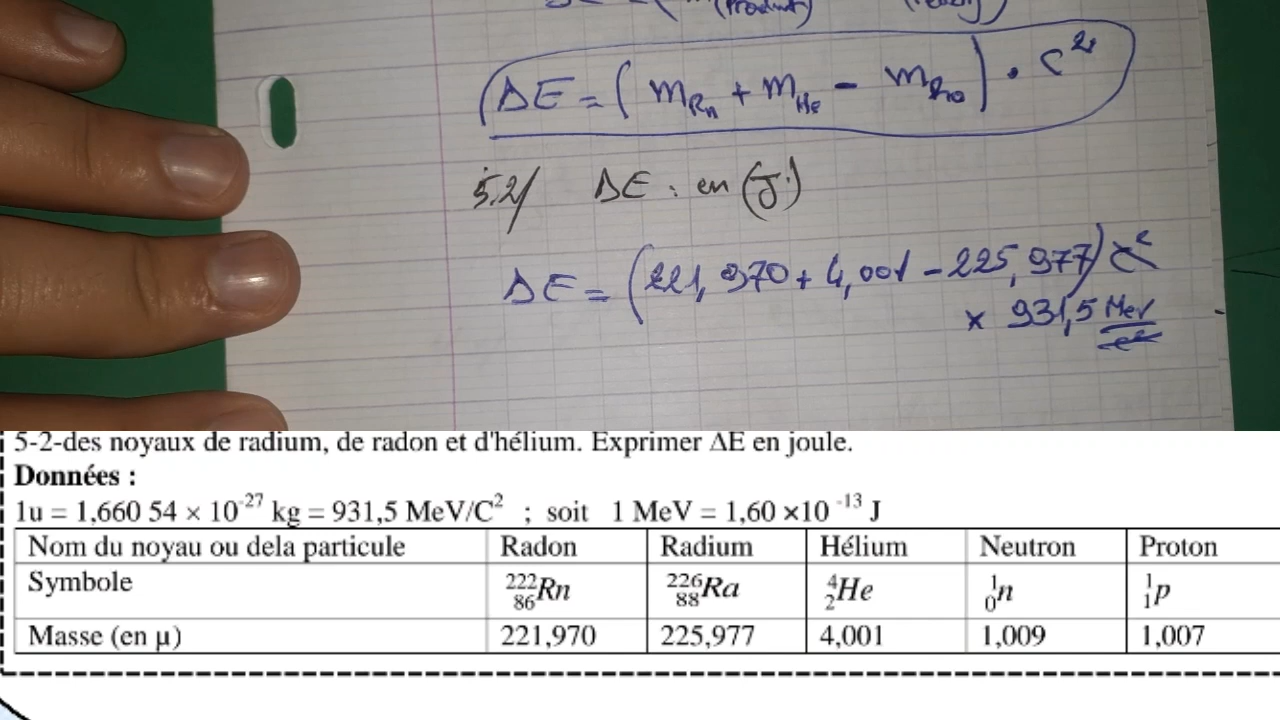 (Produit)
ΔE = ( m Rn + m He - m Ra ) . c²
5.2/ ΔE : en (J)
ΔE = (221,970 + 4,001 - 225,977) c²
x 931,5 MeV/c²
5-2-des noyaux de radium, de radon et d'hélium. Exprimer ΔE en joule.
Données :
1u = 1,660 54 × 10⁻²⁷ kg = 931,5 MeV/C² ; soit 1 MeV = 1,60 ×10 ⁻¹³ J
Nom du noyau ou dela particule Radon Radium Hélium Neutron Proton
Symbole ²²²₈₆Rn ²²⁶₈₈Ra ⁴₂He ¹₀n ¹₁p
Masse (en µ) 221,970 225,977 4,001 1,009 1,007